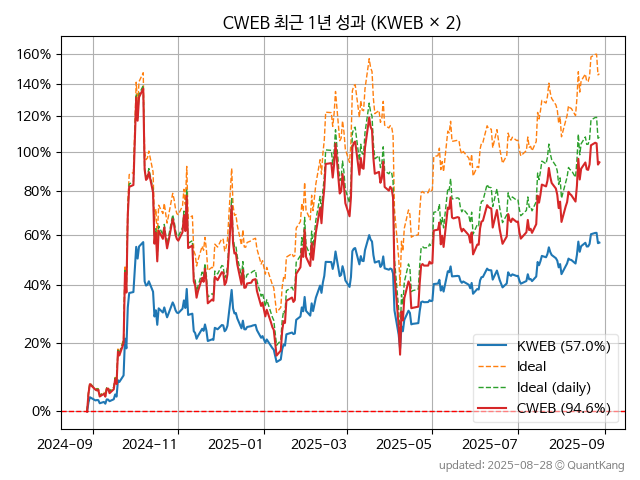 CWEB 최근 1년 성과 (KWEB × 2)
160%
140%
120%
100%
80%
60%
40%
20%
0%
KWEB (57.0%)
Ideal
Ideal (daily)
CWEB (94.6%)
2024-09
2024-11
2025-01
2025-03
2025-05
2025-07
2025-09
updated: 2025-08-28 © QuantKang